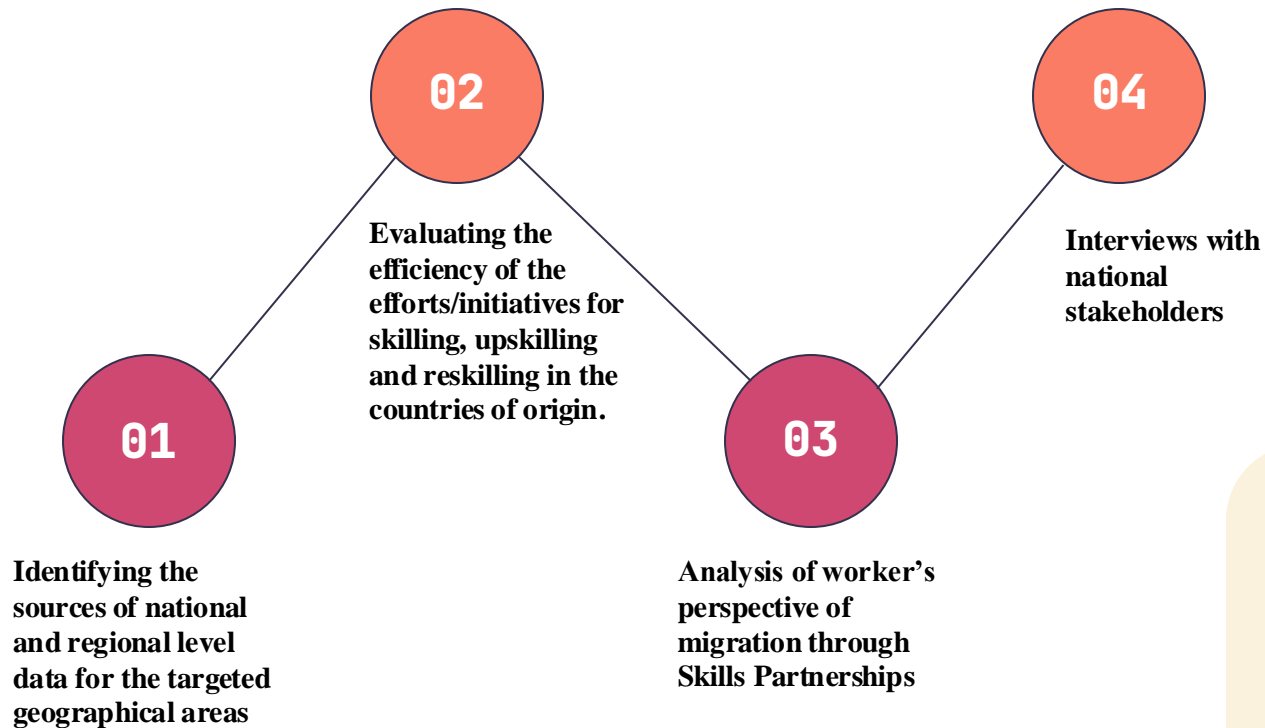 01
Identifying the
sources of national
and regional level
data for the targeted
geographical areas
02
Evaluating the
efficiency of the
efforts/initiatives for
skilling, upskilling
and reskilling in the
countries of origin.
03
Analysis of worker’s
perspective of
migration through
Skills Partnerships
04
Interviews with
national
stakeholders